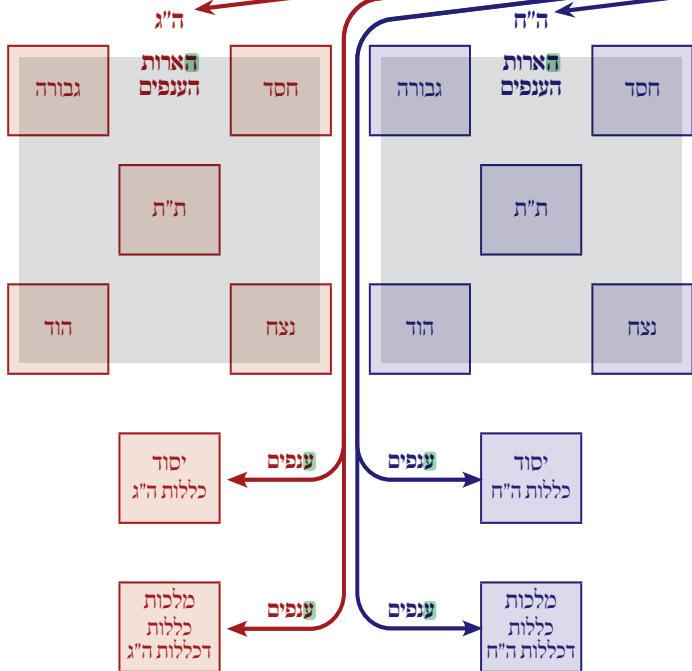 ה"ח
הארות
הענפים
חסד
גבורה
ת"ת
נצח
הוד
ענפים
יסוד
כללות ה"ח
ענפים
מלכות
כללות
דכללות ה"ח
ה"ג
הארות
הענפים
חסד
גבורה
ת"ת
נצח
הוד
ענפים
יסוד
כללות ה"ג
ענפים
מלכות
כללות
דכללות ה"ג